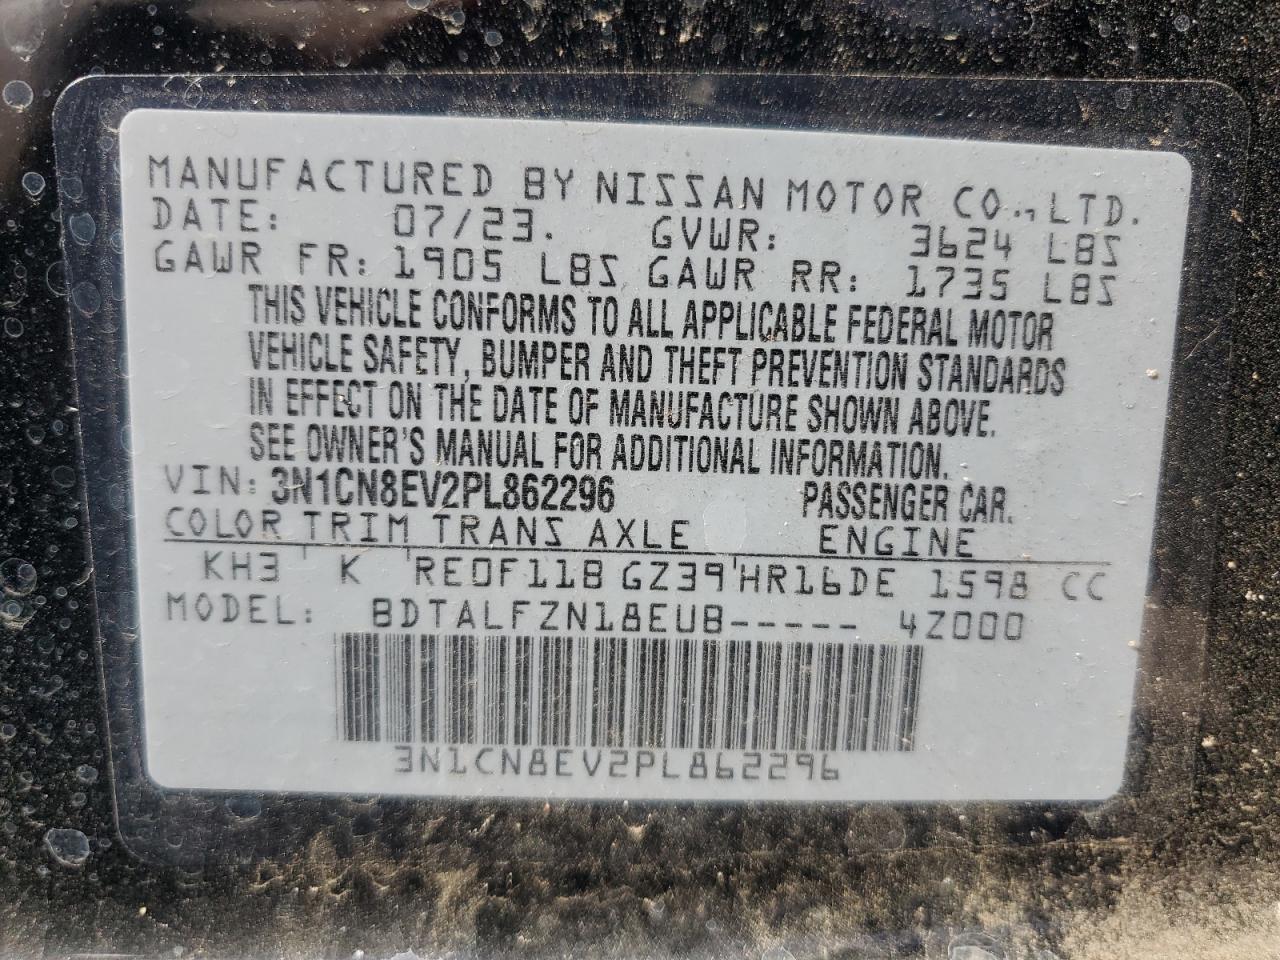 MANUFACTURED BY NISSAN MOTOR CO., LTD.
DATE: 07/23. GVWR: 3624 LBS
GAWR FR: 1905 LBS GAWR RR: 1735 LBS
THIS VEHICLE CONFORMS TO ALL APPLICABLE FEDERAL MOTOR
VEHICLE SAFETY, BUMPER AND THEFT PREVENTION STANDARDS
IN EFFECT ON THE DATE OF MANUFACTURE SHOWN ABOVE.
SEE OWNER'S MANUAL FOR ADDITIONAL INFORMATION.
VIN: 3N1CN8EV2PL862296 PASSENGER CAR.
COLOR TRIM TRANS AXLE ENGINE
KH3 ' K 'RE0F11B GZ39'HR16DE 1598 CC
MODEL: BDTALFZN18EUB----- 4Z000
3N1CN8EV2PL862296